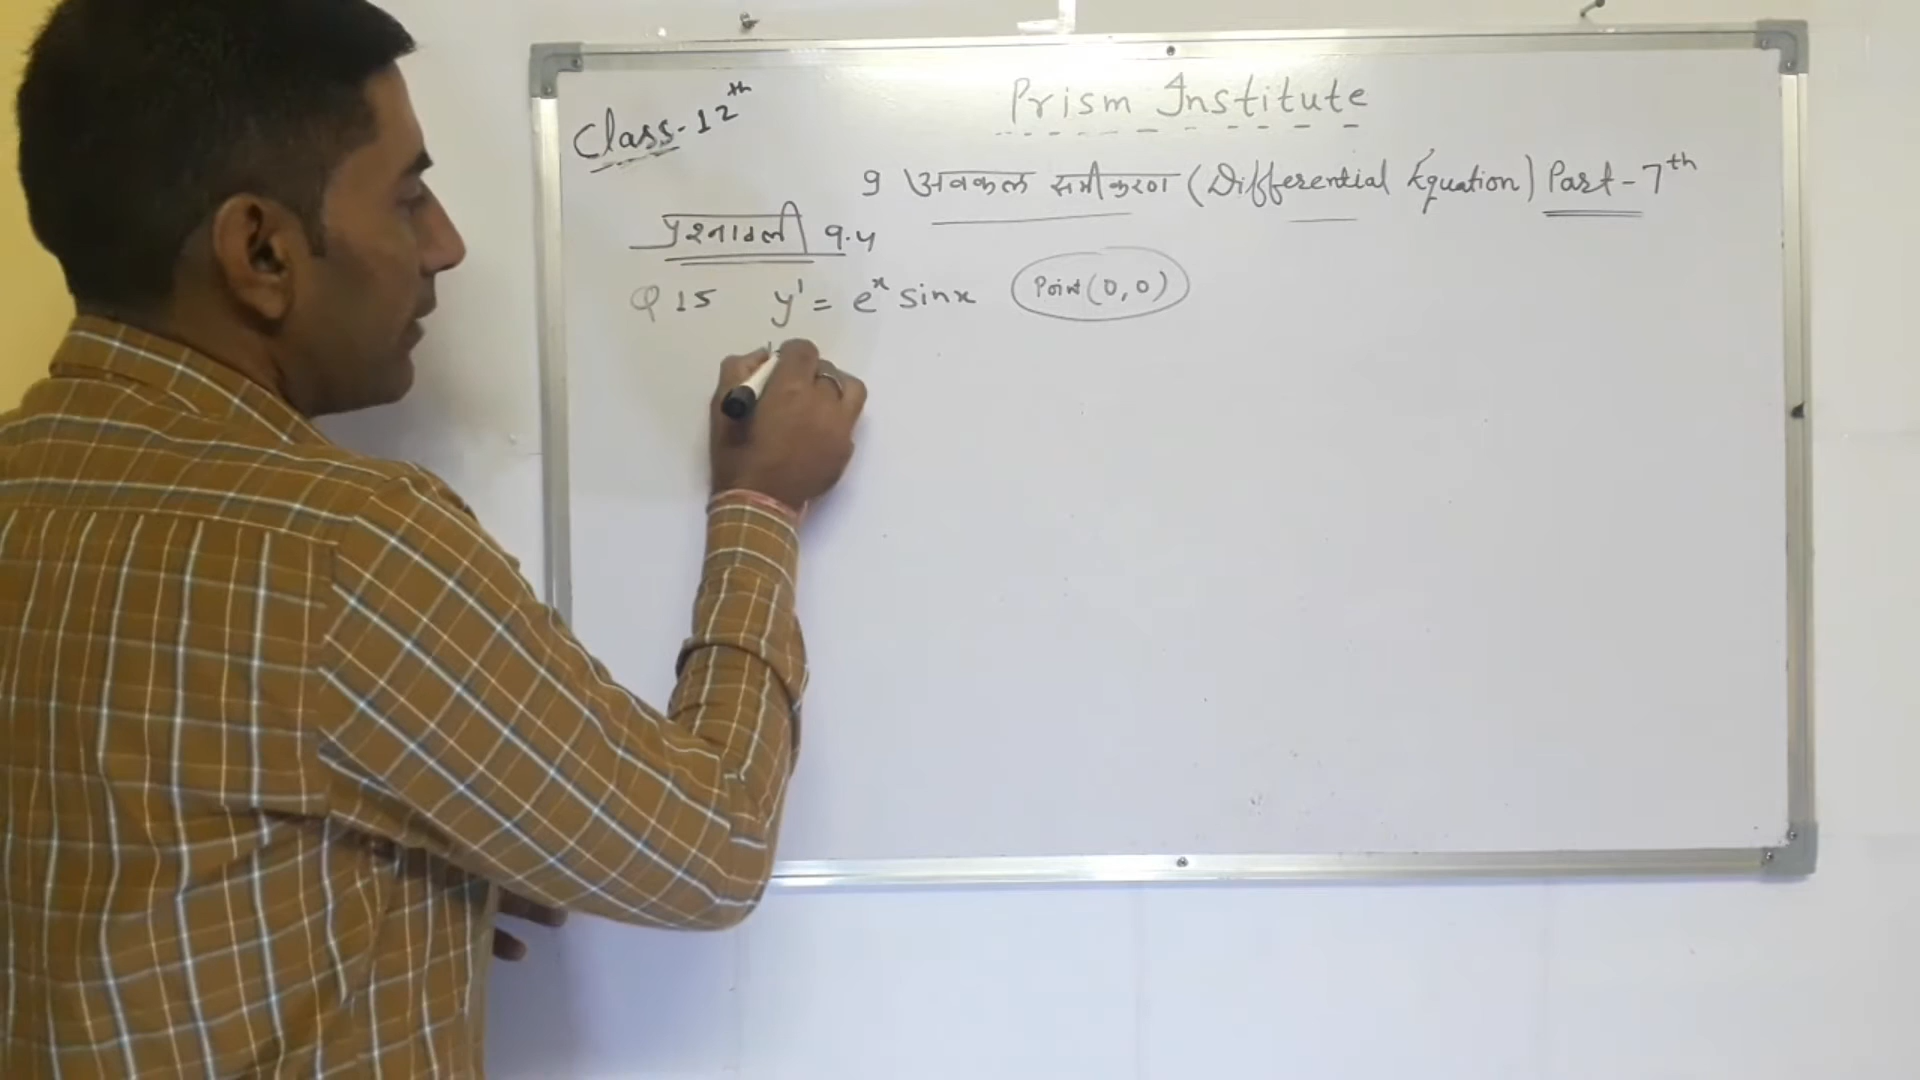 Prism Institute
Class-12th
9 अवकल समीकरण (Differential Equation) Part-7th
प्रश्नावली 9.4
Q 15 y' = e^x sinx Point (0,0)